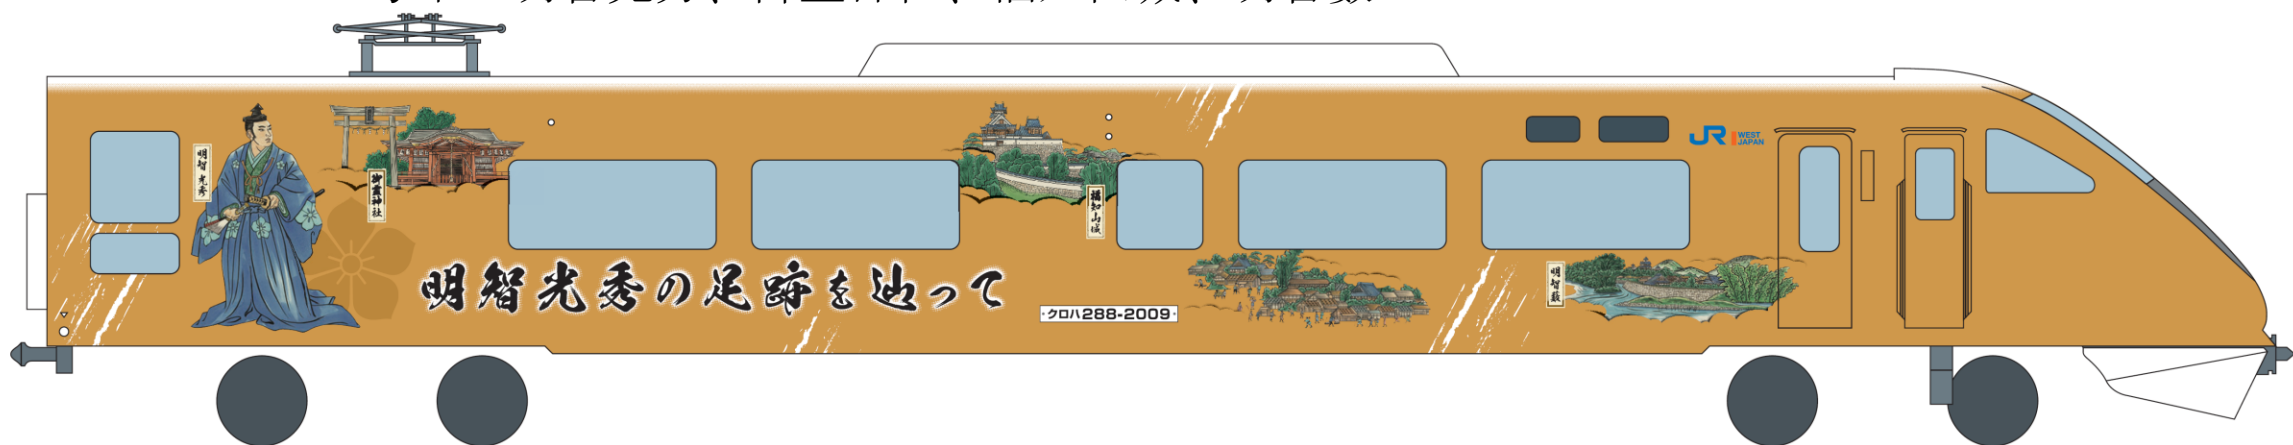 明智光秀
御霊神社
福知山城
JR WEST JAPAN
明智光秀の足跡を辿って
・クロハ288-2009・
明智藪